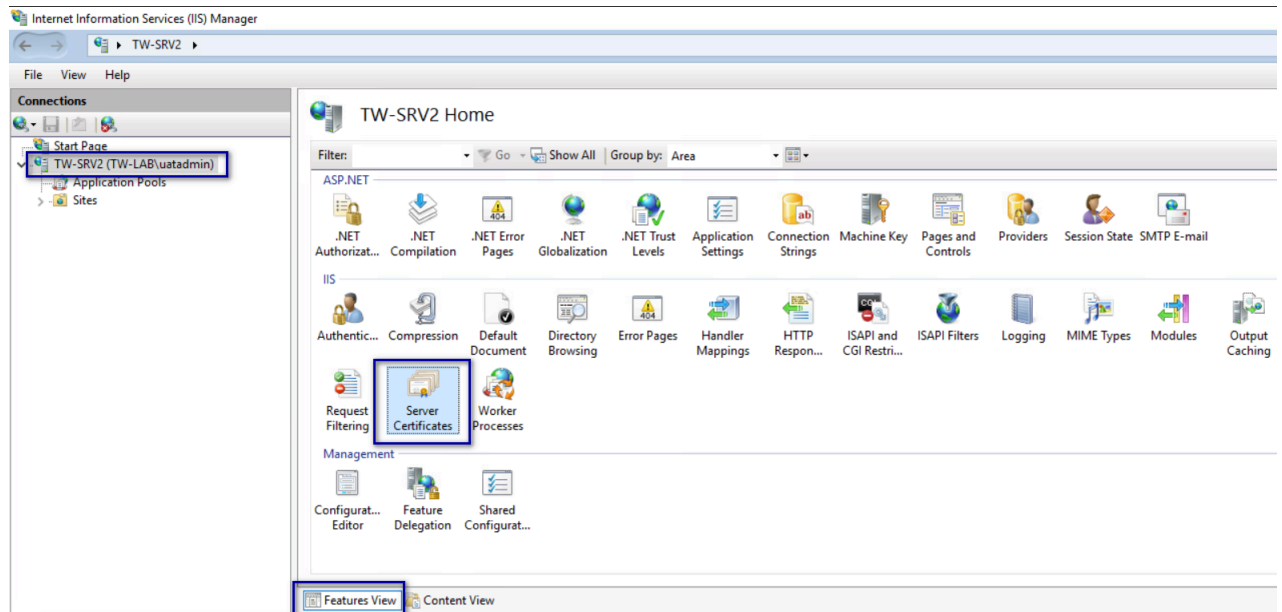 Internet Information Services (IIS) Manager
TW-SRV2
File View Help
Connections
Start Page
TW-SRV2 (TW-LAB\uatadmin)
Application Pools
Sites
TW-SRV2 Home
Filter: Go Show All Group by: Area
ASP.NET
.NET Authorizat...
.NET Compilation
.NET Error Pages
.NET Globalization
.NET Trust Levels
Application Settings
Connection Strings
Machine Key
Pages and Controls
Providers
Session State
SMTP E-mail
IIS
Authentic...
Compression
Default Document
Directory Browsing
Error Pages
Handler Mappings
HTTP Respon...
ISAPI and CGI Restri...
ISAPI Filters
Logging
MIME Types
Modules
Output Caching
Request Filtering
Server Certificates
Worker Processes
Management
Configurat... Editor
Feature Delegation
Shared Configurat...
Features View
Content View